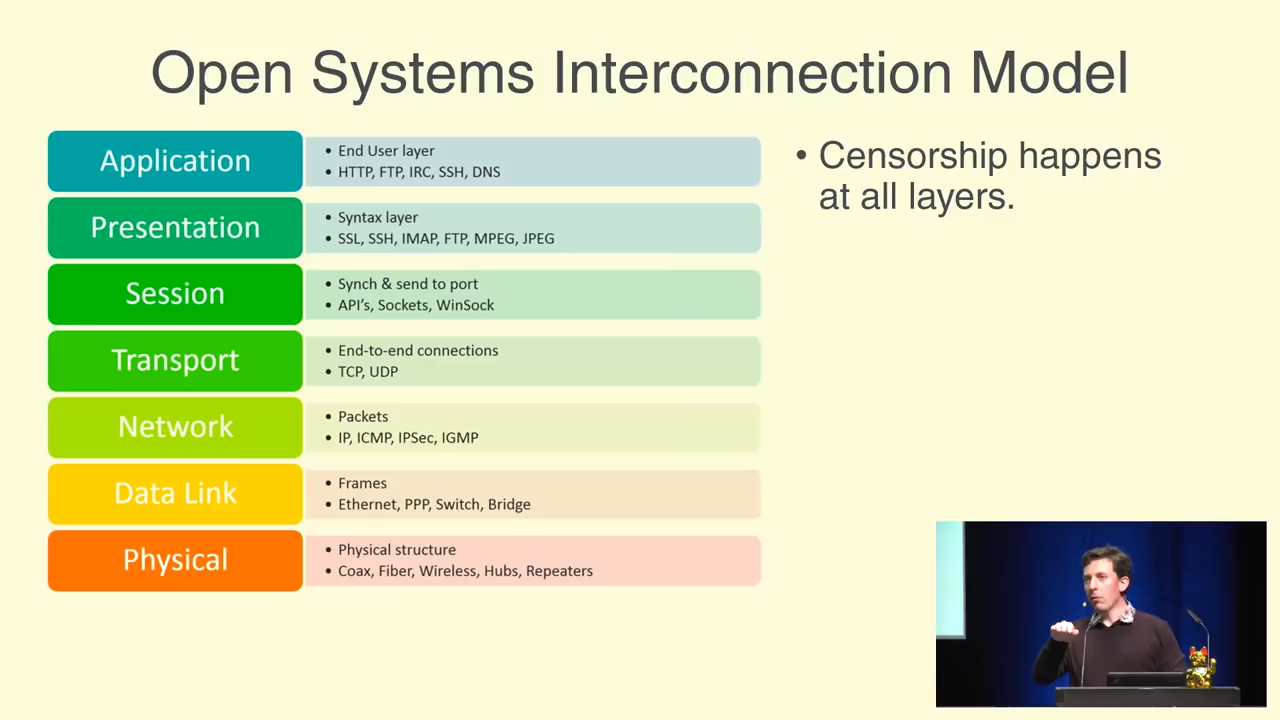 Open Systems Interconnection Model
Application
• End User layer
• HTTP, FTP, IRC, SSH, DNS
Presentation
• Syntax layer
• SSL, SSH, IMAP, FTP, MPEG, JPEG
Session
• Synch & send to port
• API's, Sockets, WinSock
Transport
• End-to-end connections
• TCP, UDP
Network
• Packets
• IP, ICMP, IPSec, IGMP
Data Link
• Frames
• Ethernet, PPP, Switch, Bridge
Physical
• Physical structure
• Coax, Fiber, Wireless, Hubs, Repeaters
• Censorship happens
at all layers.